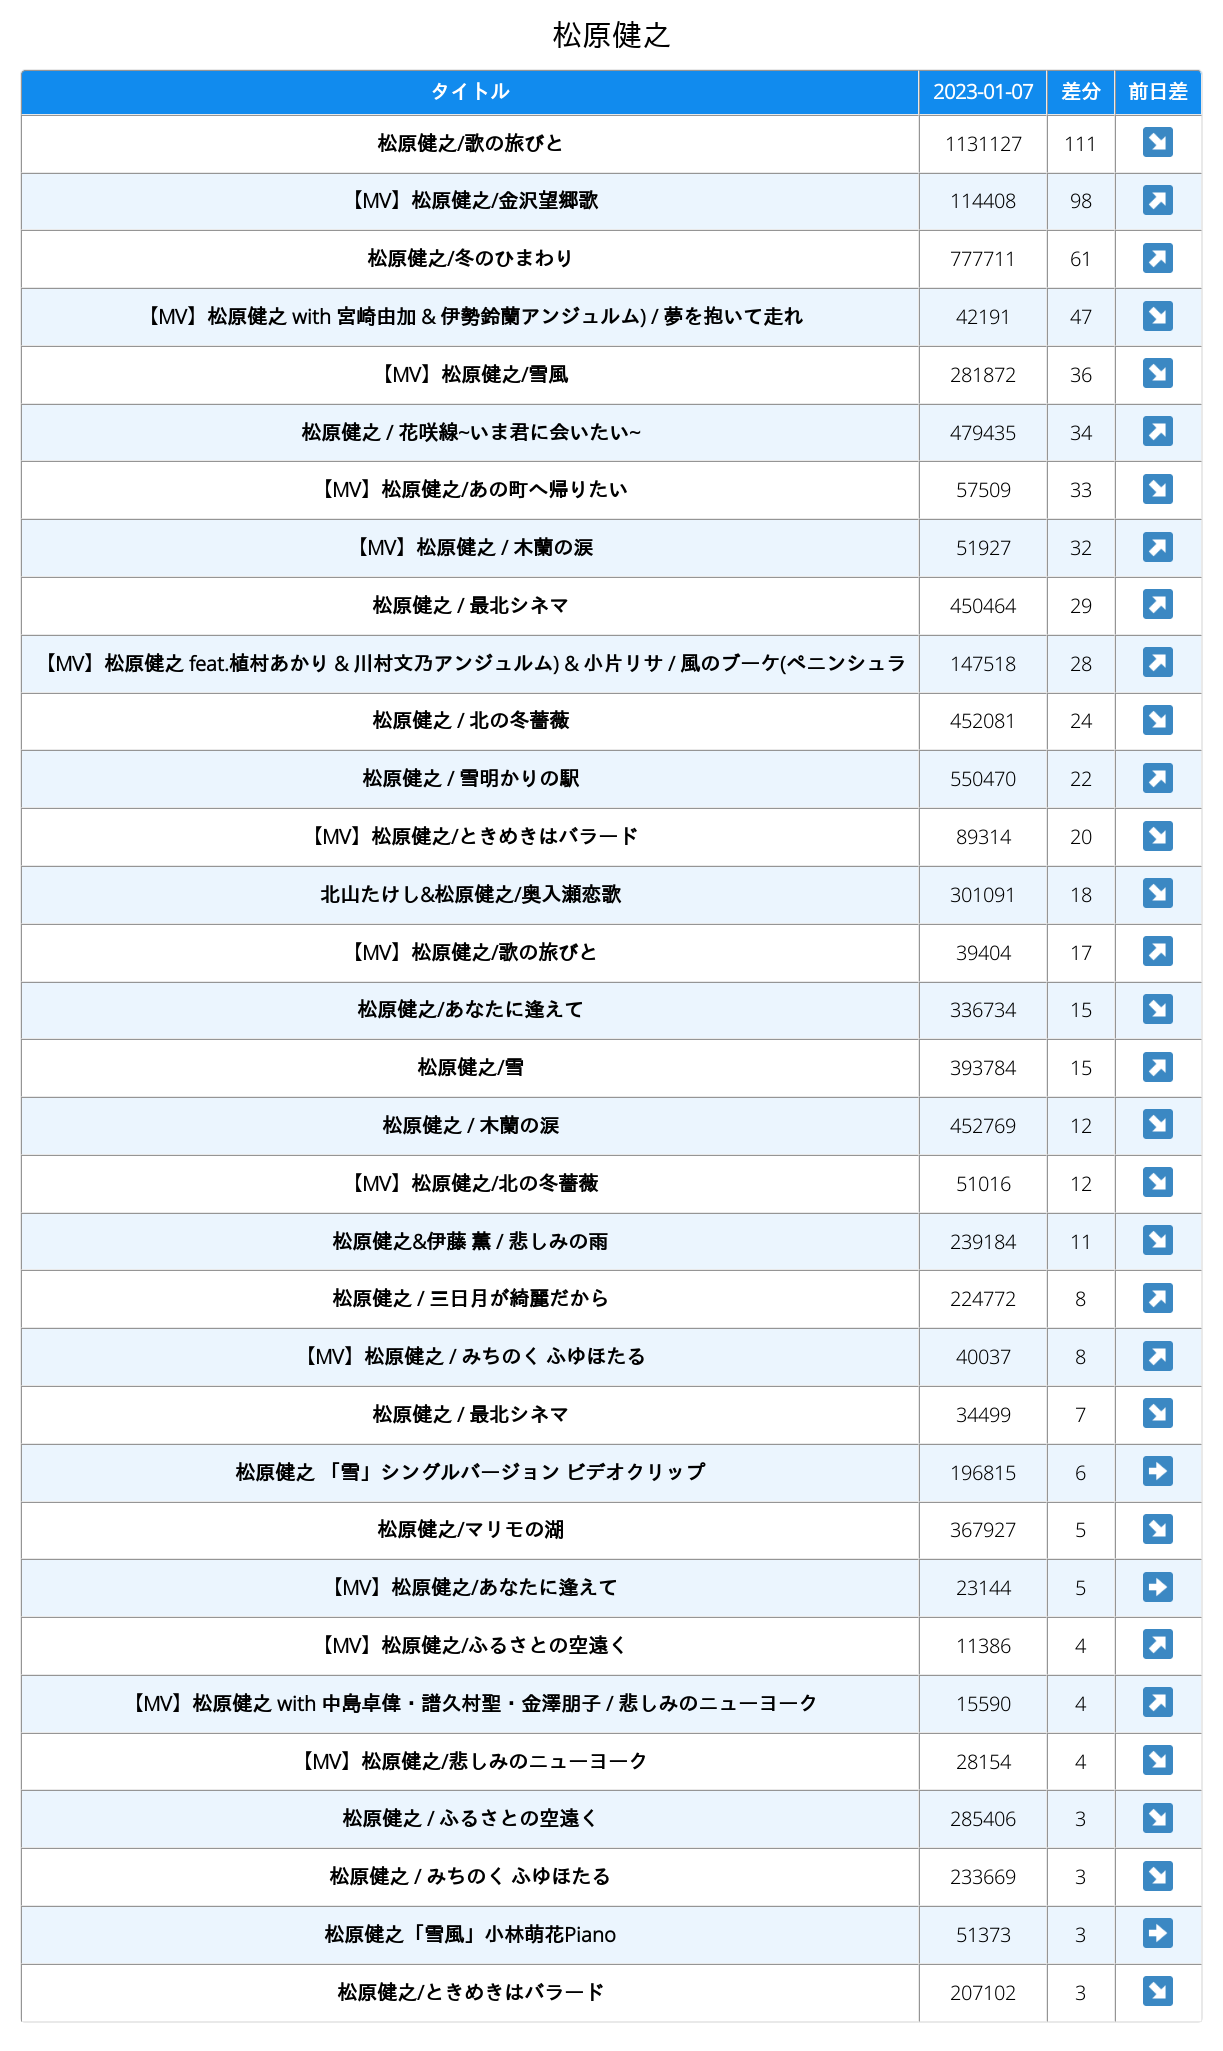 松原健之
タイトル 2023-01-07 差分 前日差
松原健之/歌の旅びと 1131127 111 ↘
【MV】松原健之/金沢望郷歌 114408 98 ↗
松原健之/冬のひまわり 777711 61 ↗
【MV】松原健之 with 宮崎由加 & 伊勢鈴蘭アンジュルム) / 夢を抱いて走れ 42191 47 ↘
【MV】松原健之/雪風 281872 36 ↘
松原健之 / 花咲線~いま君に会いたい~ 479435 34 ↗
【MV】松原健之/あの町へ帰りたい 57509 33 ↘
【MV】松原健之 / 木蘭の涙 51927 32 ↗
松原健之 / 最北シネマ 450464 29 ↗
【MV】松原健之 feat.植村あかり & 川村文乃アンジュルム) & 小片リサ / 風のブーケ(ペニンシュラ 147518 28 ↗
松原健之 / 北の冬薔薇 452081 24 ↘
松原健之 / 雪明かりの駅 550470 22 ↗
【MV】松原健之/ときめきはバラード 89314 20 ↘
北山たけし&松原健之/奥入瀬恋歌 301091 18 ↘
【MV】松原健之/歌の旅びと 39404 17 ↗
松原健之/あなたに逢えて 336734 15 ↘
松原健之/雪 393784 15 ↗
松原健之 / 木蘭の涙 452769 12 ↘
【MV】松原健之/北の冬薔薇 51016 12 ↘
松原健之&伊藤 薫 / 悲しみの雨 239184 11 ↘
松原健之 / 三日月が綺麗だから 224772 8 ↗
【MV】松原健之 / みちのく ふゆほたる 40037 8 ↗
松原健之 / 最北シネマ 34499 7 ↘
松原健之 「雪」シングルバージョン ビデオクリップ 196815 6 ➡
松原健之/マリモの湖 367927 5 ↘
【MV】松原健之/あなたに逢えて 23144 5 ➡
【MV】松原健之/ふるさとの空遠く 11386 4 ↗
【MV】松原健之 with 中島卓偉・譜久村聖・金澤朋子 / 悲しみのニューヨーク 15590 4 ↗
【MV】松原健之/悲しみのニューヨーク 28154 4 ↘
松原健之 / ふるさとの空遠く 285406 3 ↘
松原健之 / みちのく ふゆほたる 233669 3 ↘
松原健之「雪風」小林萌花Piano 51373 3 ➡
松原健之/ときめきはバラード 207102 3 ↘